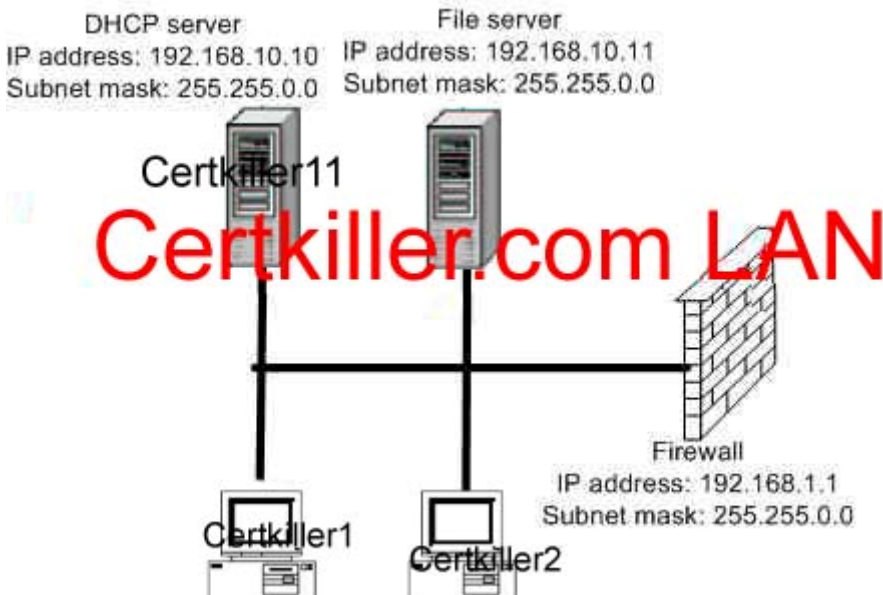 DHCP server
IP address: 192.168.10.10
Subnet mask: 255.255.0.0
File server
IP address: 192.168.10.11
Subnet mask: 255.255.0.0
Certkiller11
Certkiller.com LAN
Firewall
IP address: 192.168.1.1
Subnet mask: 255.255.0.0
Certkiller1
Certkiller2